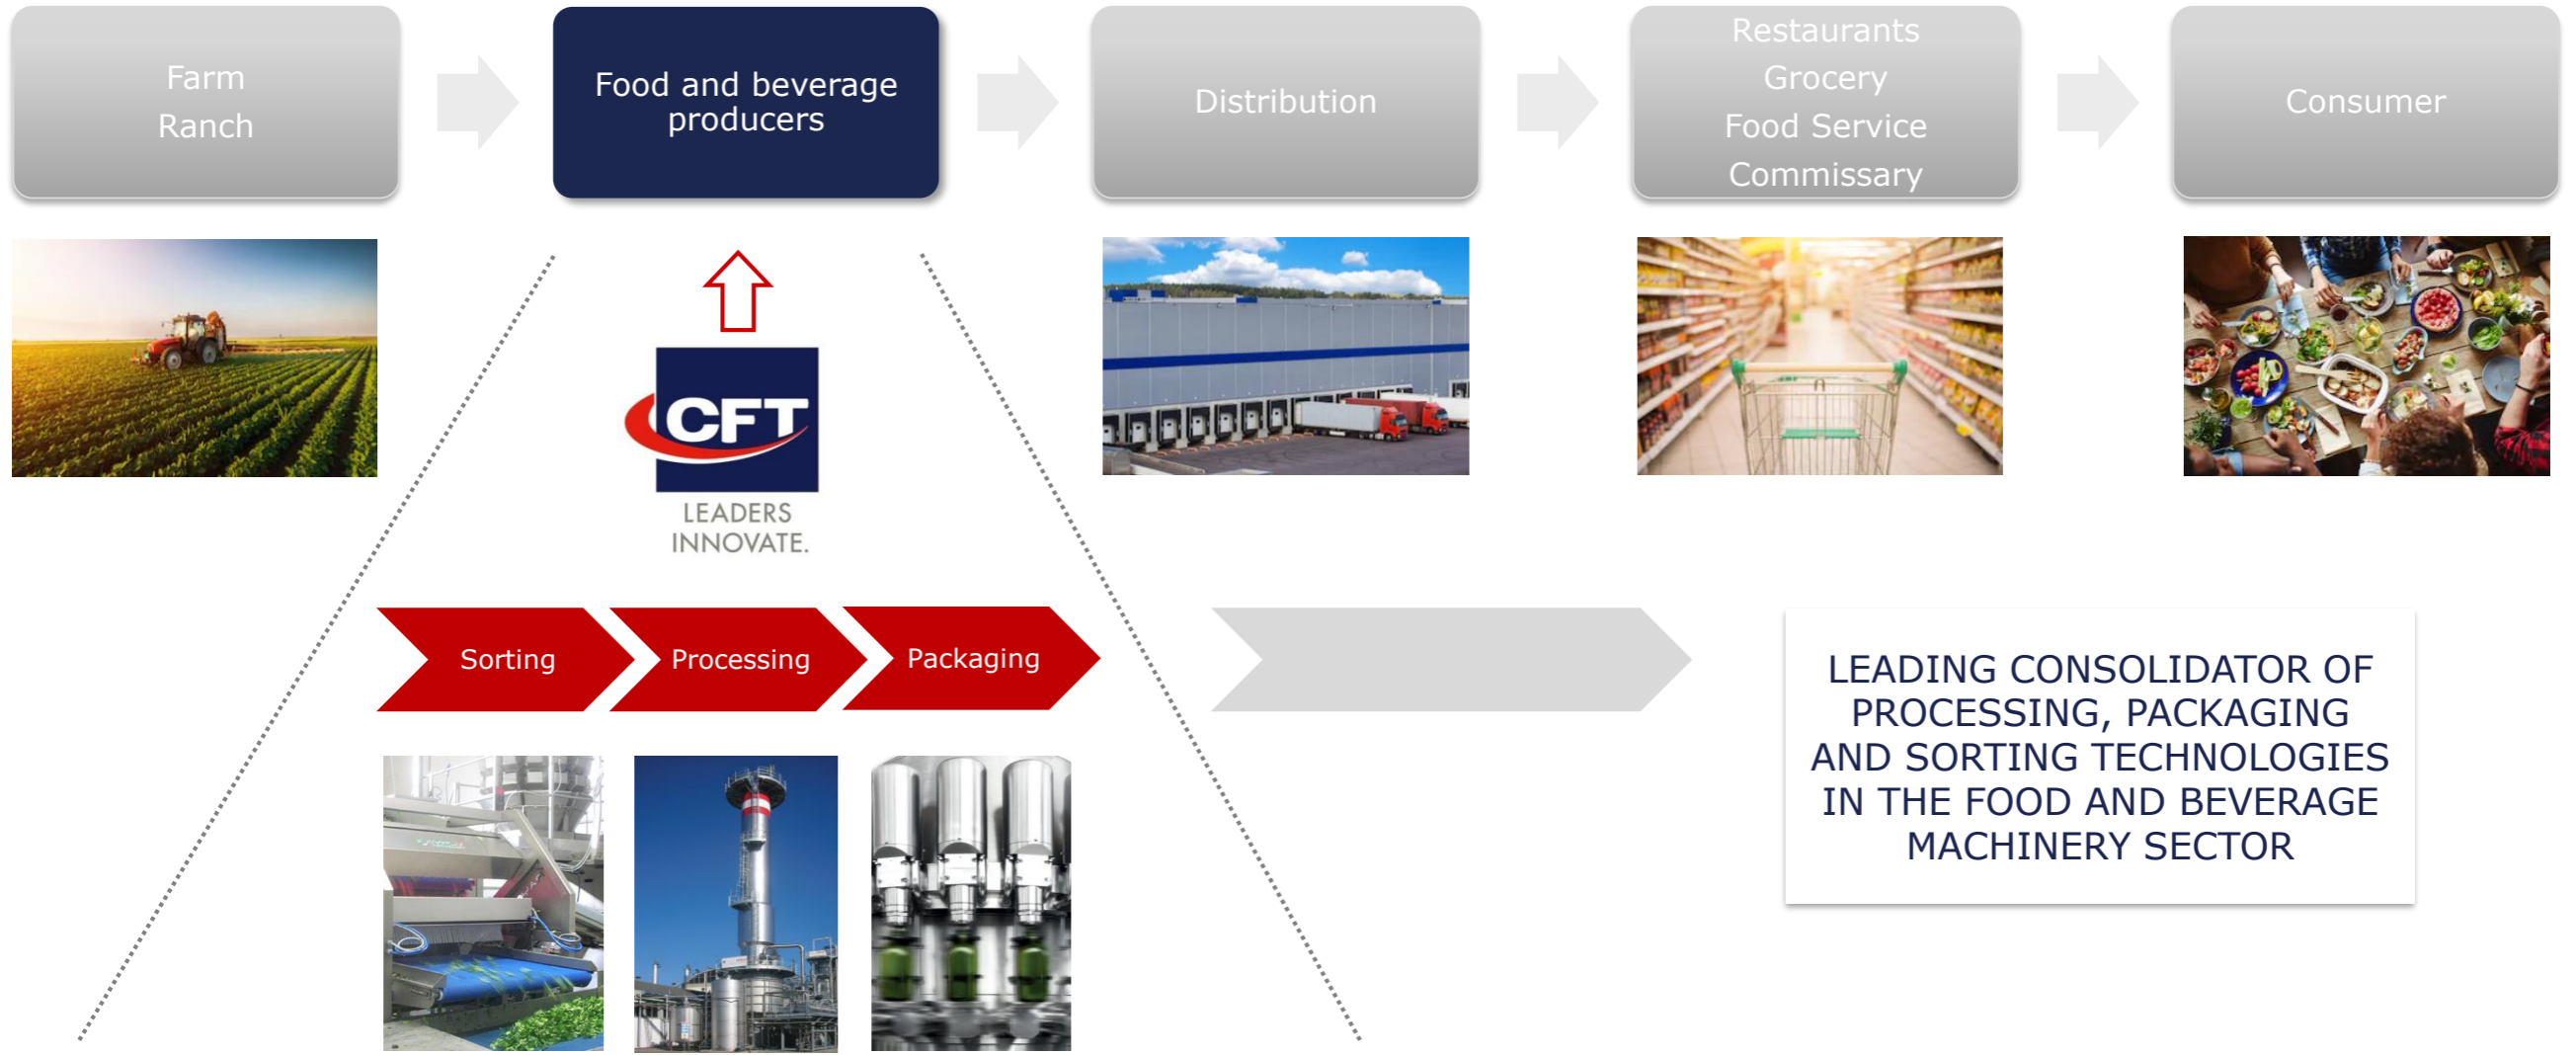 Farm
Ranch
Food and beverage
producers
Distribution
Restaurants
Grocery
Food Service
Commissary
Consumer
CFT
LEADERS
INNOVATE.
Sorting
Processing
Packaging
LEADING CONSOLIDATOR OF
PROCESSING, PACKAGING
AND SORTING TECHNOLOGIES
IN THE FOOD AND BEVERAGE
MACHINERY SECTOR